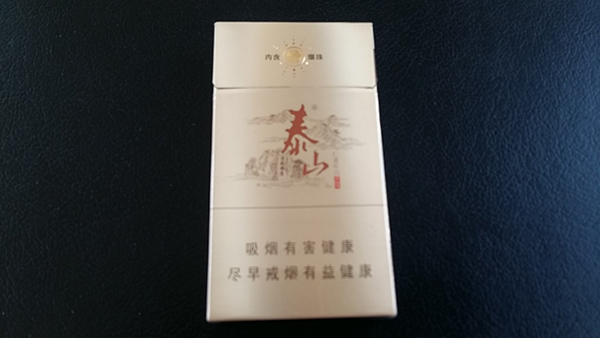 内含 爆珠
泰山
吸烟有害健康
尽早戒烟有益健康